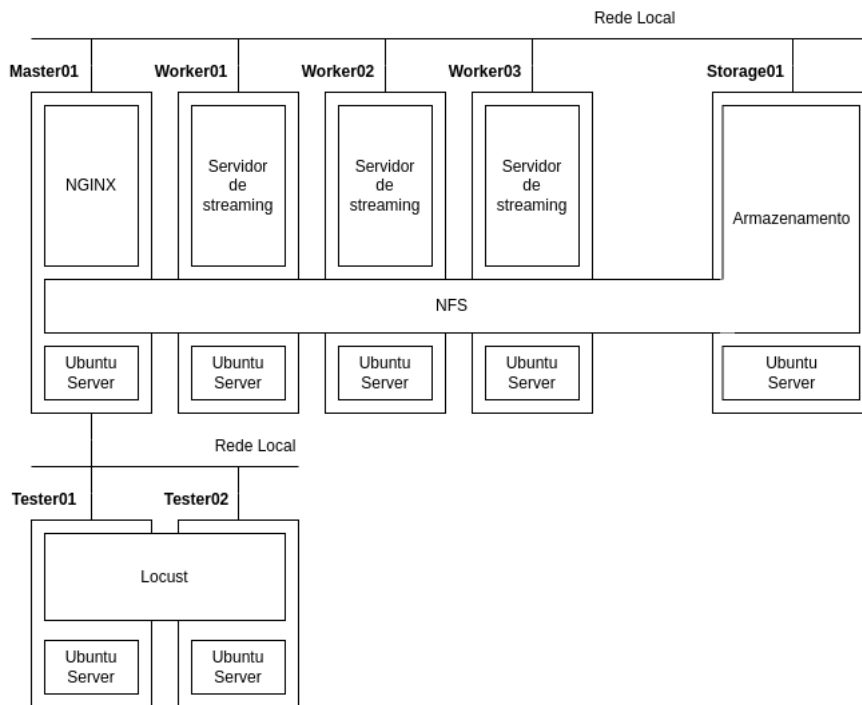 Rede Local
Master01
Worker01
Worker02
Worker03
Storage01
NGINX
Servidor
de
streaming
Servidor
de
streaming
Servidor
de
streaming
Armazenamento
NFS
Ubuntu
Server
Ubuntu
Server
Ubuntu
Server
Ubuntu
Server
Ubuntu
Server
Rede Local
Tester01
Tester02
Locust
Ubuntu
Server
Ubuntu
Server